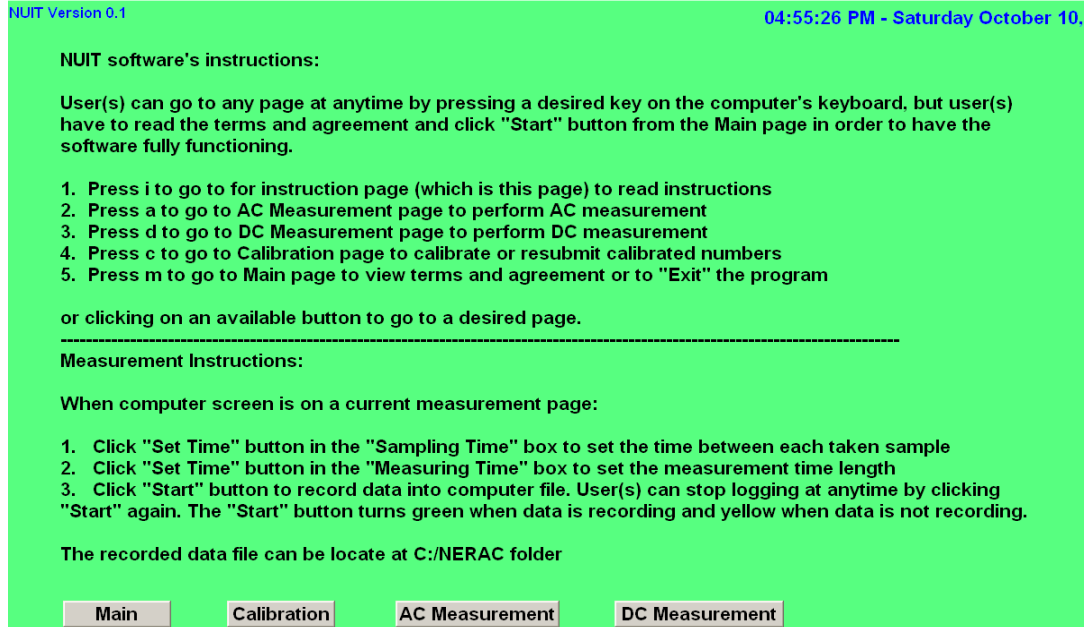 NUIT Version 0.1
04:55:26 PM - Saturday October 10,
NUIT software's instructions:
User(s) can go to any page at anytime by pressing a desired key on the computer's keyboard, but user(s)
have to read the terms and agreement and click "Start" button from the Main page in order to have the
software fully functioning.
1. Press i to go to for instruction page (which is this page) to read instructions
2. Press a to go to AC Measurement page to perform AC measurement
3. Press d to go to DC Measurement page to perform DC measurement
4. Press c to go to Calibration page to calibrate or resubmit calibrated numbers
5. Press m to go to Main page to view terms and agreement or to "Exit" the program
or clicking on an available button to go to a desired page.
Measurement Instructions:
When computer screen is on a current measurement page:
1. Click "Set Time" button in the "Sampling Time" box to set the time between each taken sample
2. Click "Set Time" button in the "Measuring Time" box to set the measurement time length
3. Click "Start" button to record data into computer file. User(s) can stop logging at anytime by clicking
"Start" again. The "Start" button turns green when data is recording and yellow when data is not recording.
The recorded data file can be locate at C:/NERAC folder
Main
Calibration
AC Measurement
DC Measurement